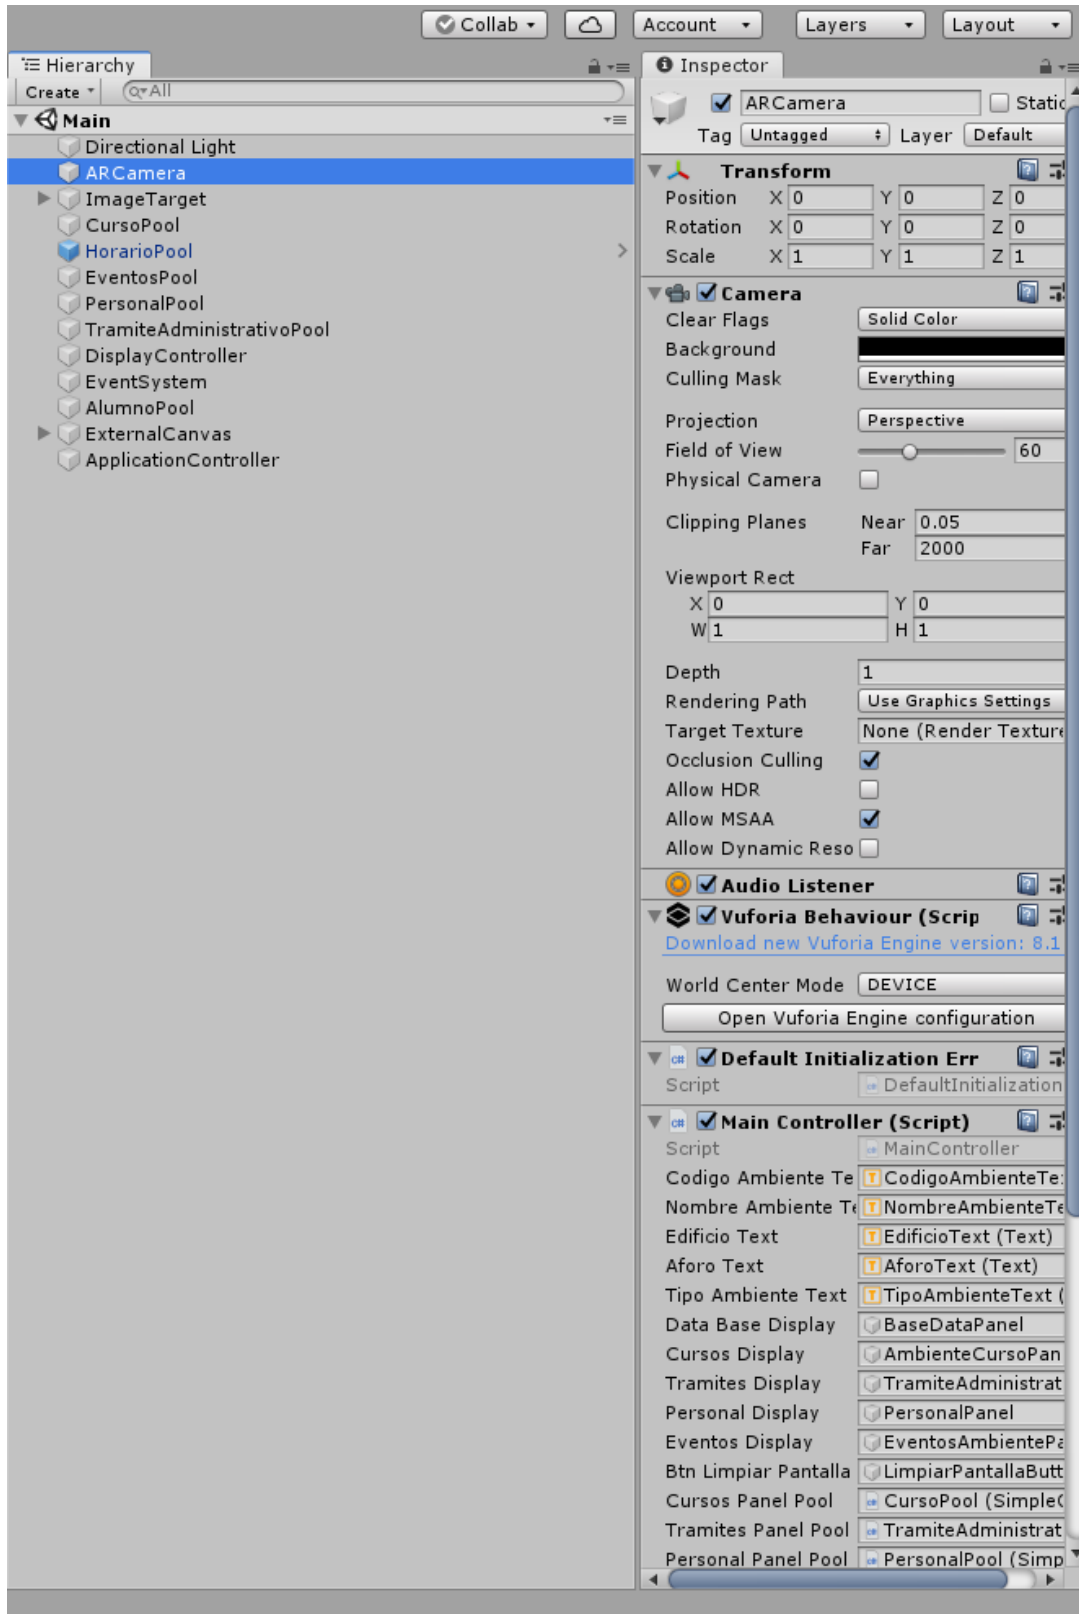 Collab Account Layers Layout
Hierarchy
Create All
Main
Directional Light
ARCamera
ImageTarget
CursoPool
HorarioPool
EventosPool
PersonalPool
TramiteAdministrativoPool
DisplayController
EventSystem
AlumnoPool
ExternalCanvas
ApplicationController
Inspector
ARCamera Static
Tag Untagged Layer Default
Transform
Position X 0 Y 0 Z 0
Rotation X 0 Y 0 Z 0
Scale X 1 Y 1 Z 1
Camera
Clear Flags Solid Color
Background
Culling Mask Everything
Projection Perspective
Field of View 60
Physical Camera
Clipping Planes Near 0.05
Far 2000
Viewport Rect
X 0 Y 0
W 1 H 1
Depth 1
Rendering Path Use Graphics Settings
Target Texture None (Render Texture
Occlusion Culling
Allow HDR
Allow MSAA
Allow Dynamic Reso
Audio Listener
Vuforia Behaviour (Scrip
Download new Vuforia Engine version: 8.1
World Center Mode DEVICE
Open Vuforia Engine configuration
Default Initialization Err
Script DefaultInitialization
Main Controller (Script)
Script MainController
Codigo Ambiente Te CodigoAmbienteTe
Nombre Ambiente Te NombreAmbienteTe
Edificio Text EdificioText (Text)
Aforo Text AforoText (Text)
Tipo Ambiente Text TipoAmbienteText (
Data Base Display BaseDataPanel
Cursos Display AmbienteCursoPan
Tramites Display TramiteAdministrat
Personal Display PersonalPanel
Eventos Display EventosAmbientePa
Btn Limpiar Pantalla LimpiarPantallaButt
Cursos Panel Pool CursoPool (SimpleO
Tramites Panel Pool TramiteAdministrat
Personal Panel Pool PersonalPool (Simp